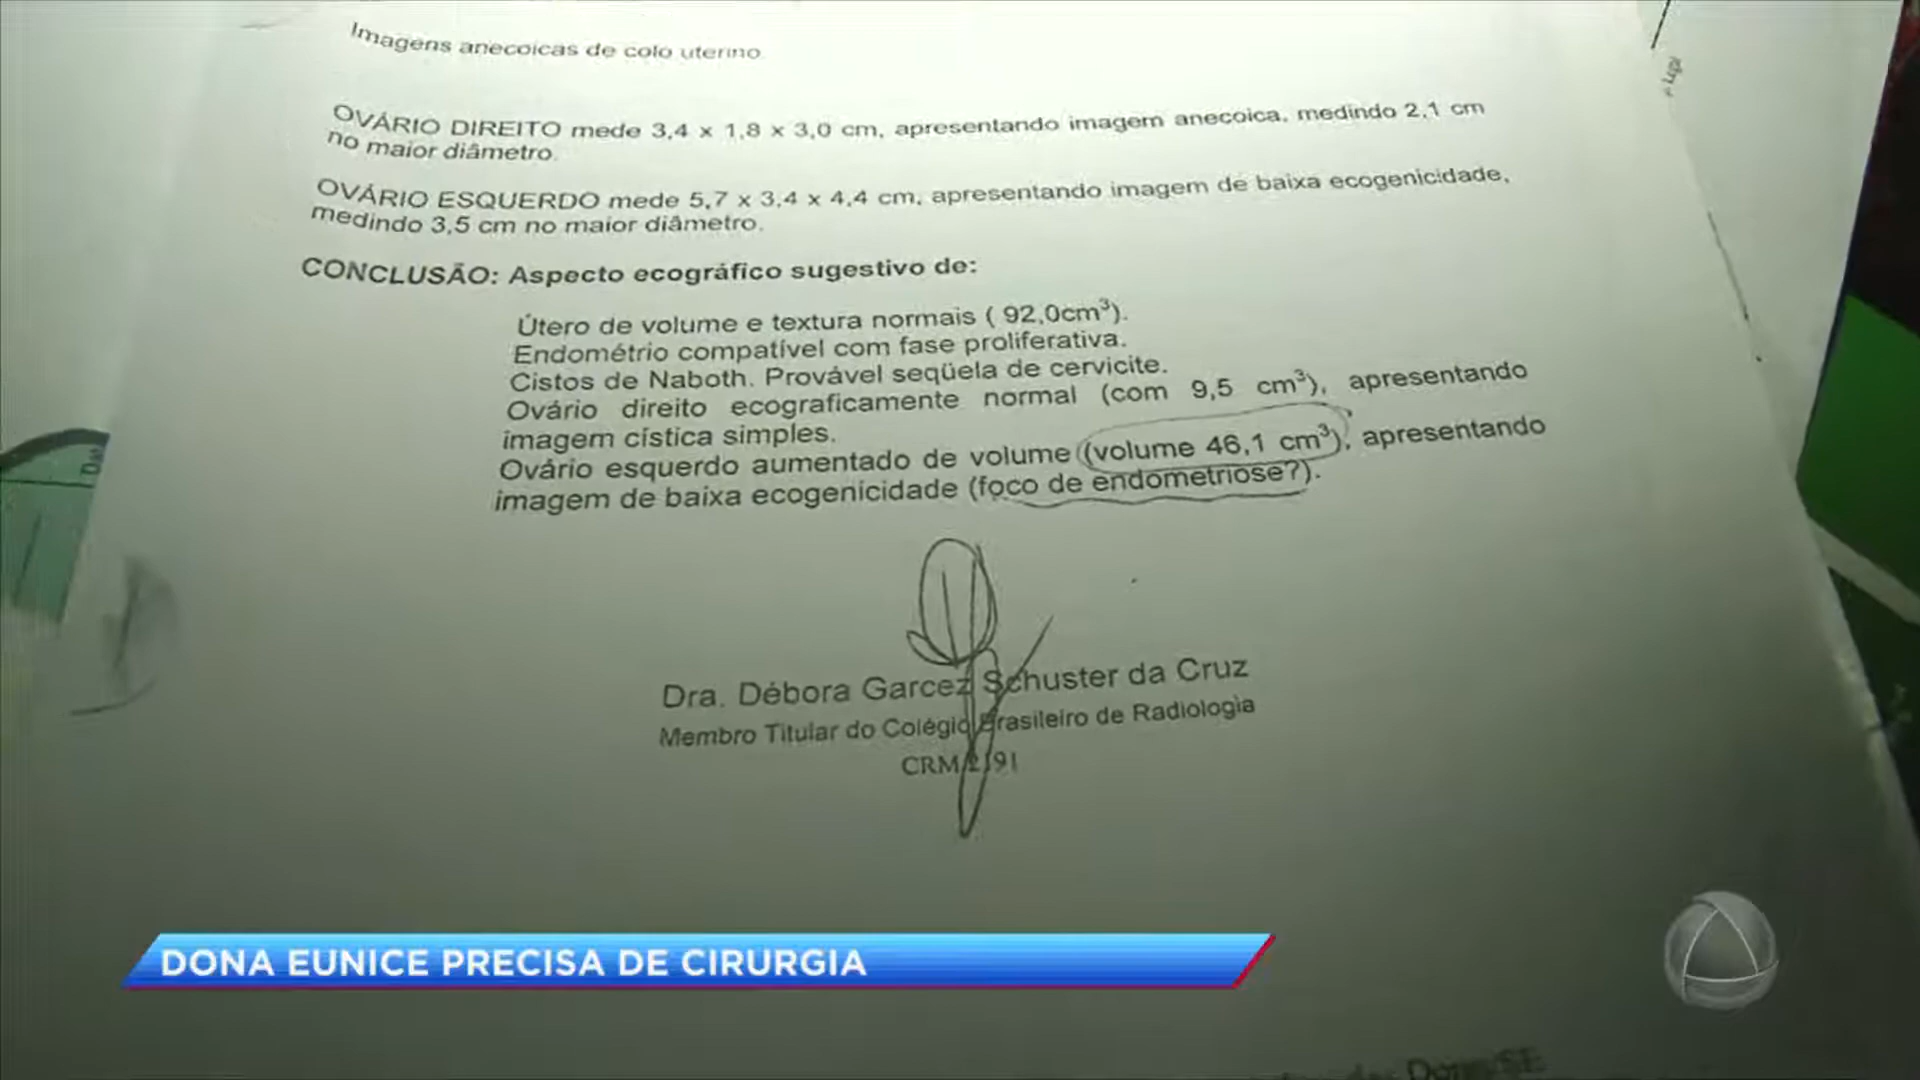 Imagens anecoicas de colo uterino
OVÁRIO DIREITO mede 3,4 x 1,8 x 3,0 cm, apresentando imagem anecoica, medindo 2,1 cm
no maior diâmetro.
OVÁRIO ESQUERDO mede 5,7 x 3,4 x 4,4 cm, apresentando imagem de baixa ecogenicidade,
medindo 3,5 cm no maior diâmetro.
CONCLUSÃO: Aspecto ecográfico sugestivo de:
Útero de volume e textura normais ( 92,0cm³).
Endométrio compatível com fase proliferativa.
Cistos de Naboth. Provável seqüela de cervicite.
Ovário direito ecograficamente normal (com 9,5 cm³), apresentando
imagem cística simples.
Ovário esquerdo aumentado de volume (volume 46,1 cm³), apresentando
imagem de baixa ecogenicidade (foco de endometriose?).
Dra. Débora Garcez Schuster da Cruz
Membro Titular do Colégio Brasileiro de Radiologia
CRM
DONA EUNICE PRECISA DE CIRURGIA